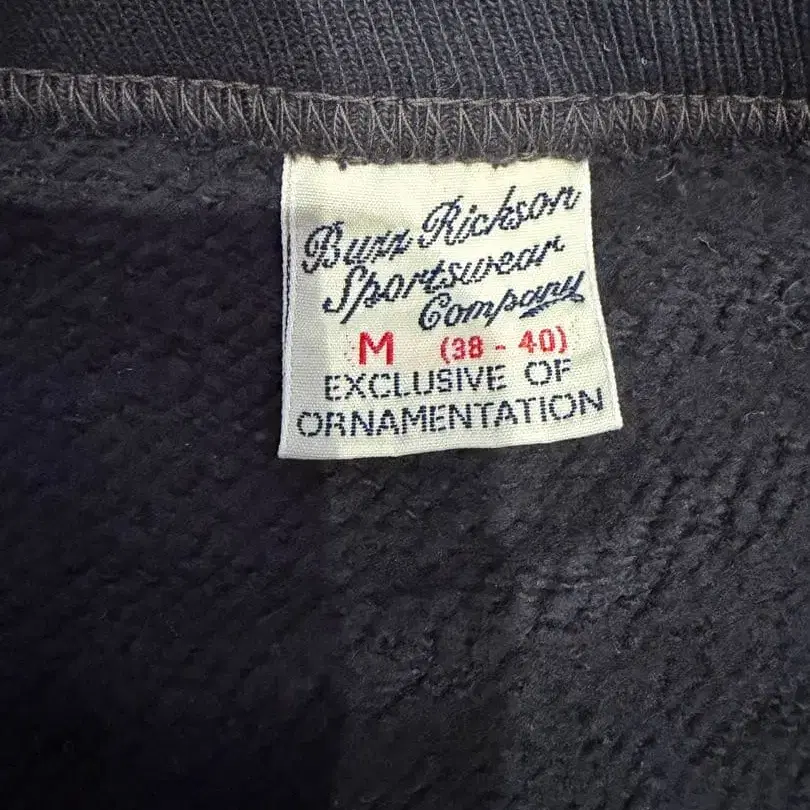 Buzz Rickson
Sportswear
Company
M (38 - 40)
EXCLUSIVE OF
ORNAMENTATION